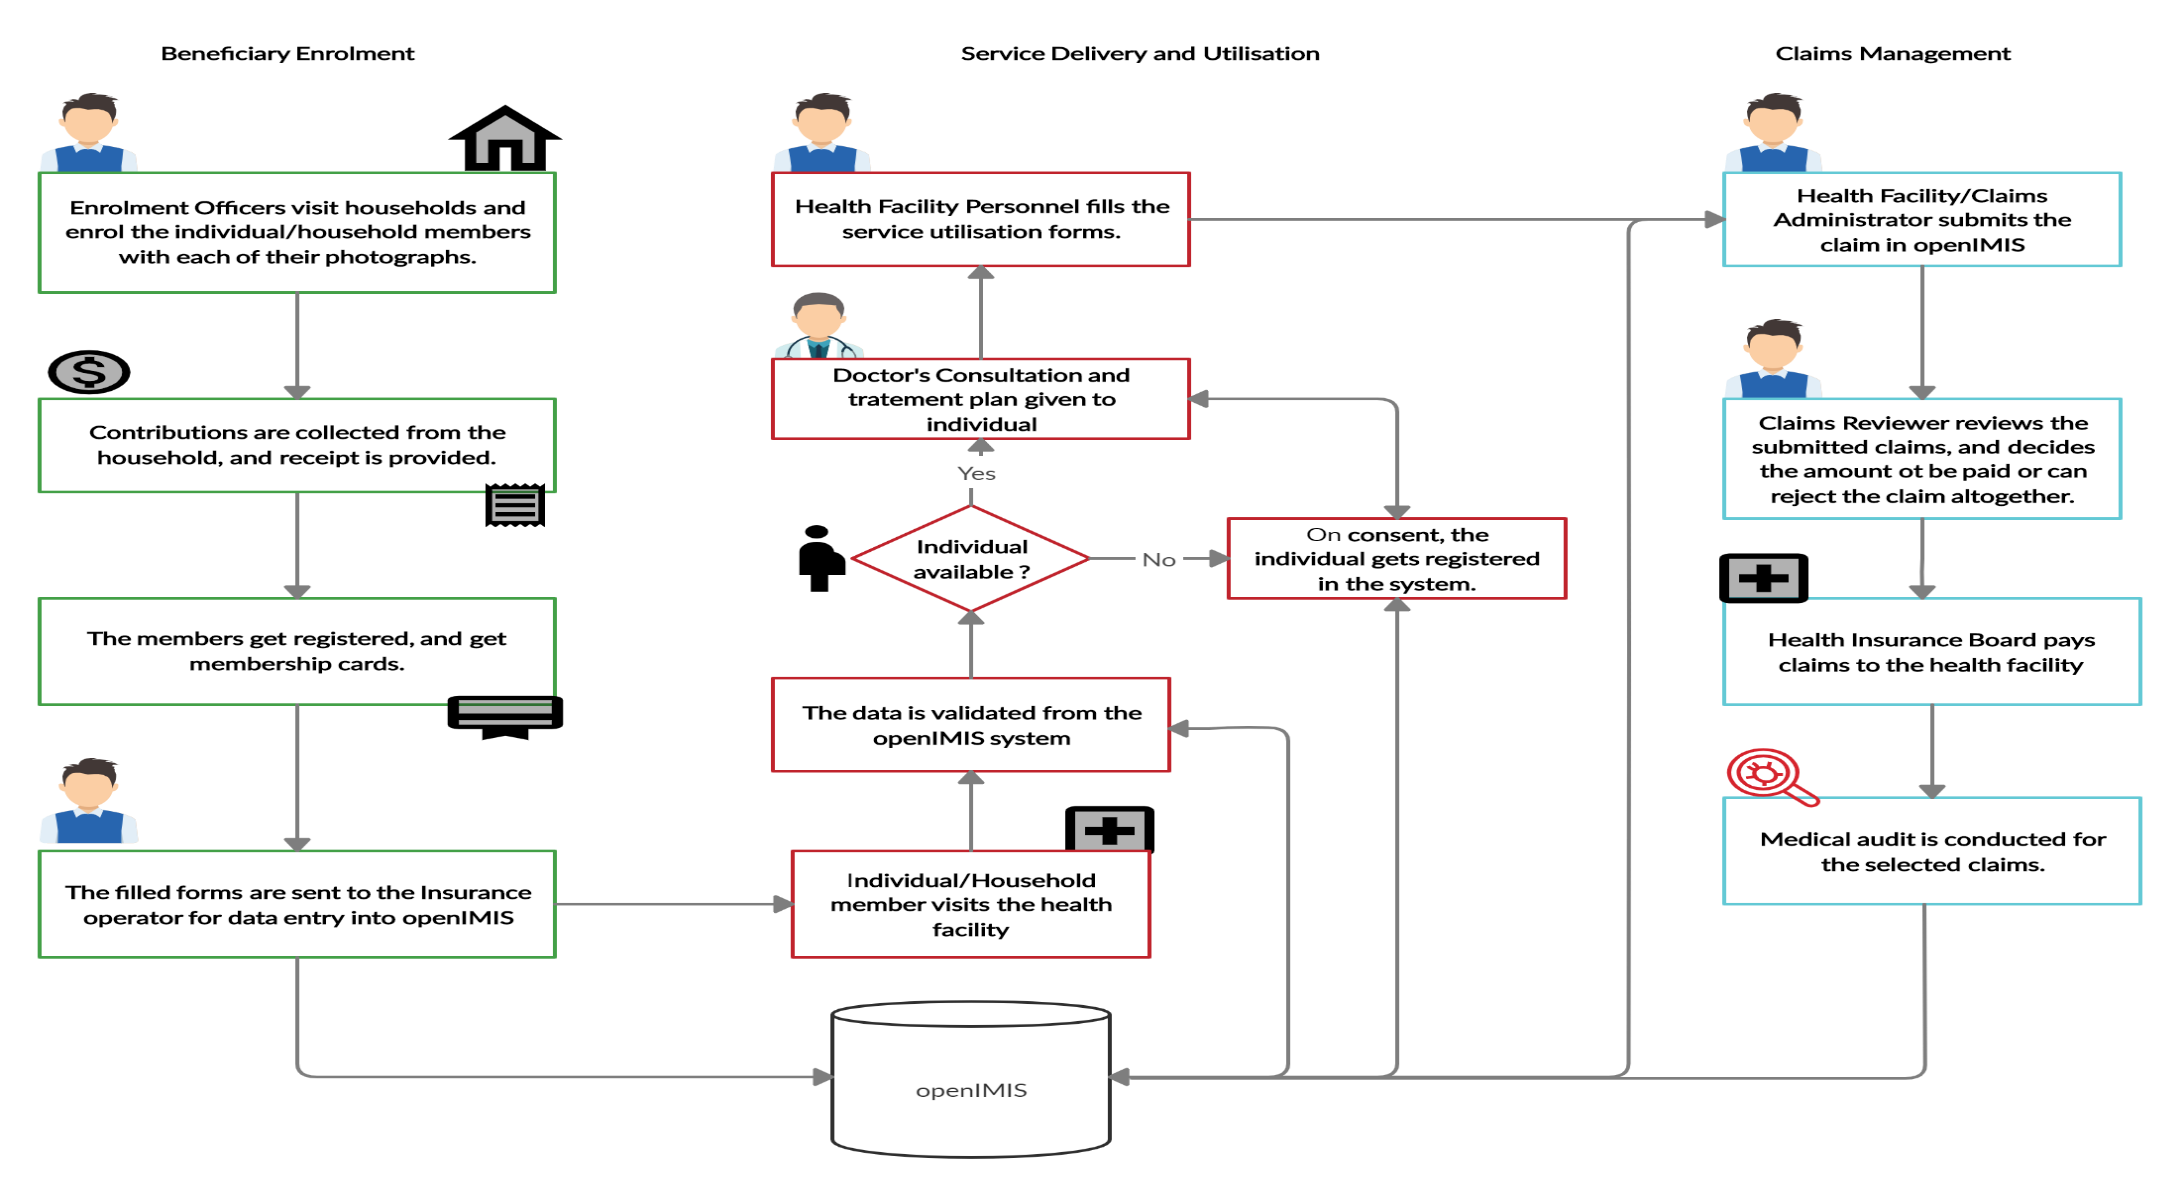 Beneficiary Enrolment
Enrolment Officers visit households and
enrol the individual/household members
with each of their photographs.
$
Contributions are collected from the
household, and receipt is provided.
The members get registered, and get
membership cards.
The filled forms are sent to the Insurance
operator for data entry into openIMIS
Service Delivery and Utilisation
Health Facility Personnel fills the
service utilisation forms.
Doctor's Consultation and
tratement plan given to
individual
Yes
Individual
available ?
No
On consent, the
individual gets registered
in the system.
The data is validated from the
openIMIS system
Individual/Household
member visits the health
facility
openIMIS
Claims Management
Health Facility/Claims
Administrator submits the
claim in openIMIS
Claims Reviewer reviews the
submitted claims, and decides
the amount ot be paid or can
reject the claim altogether.
Health Insurance Board pays
claims to the health facility
Medical audit is conducted for
the selected claims.